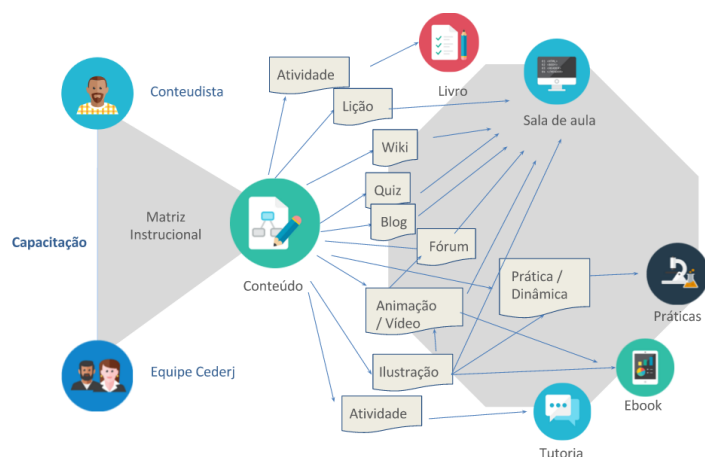 Conteudista
Capacitação
Matriz
Instrucional
Equipe Cederj
Conteúdo
Atividade
Lição
Wiki
Quiz
Blog
Fórum
Animação
/ Vídeo
Ilustração
Atividade
Prática /
Dinâmica
Livro
Sala de aula
Práticas
Ebook
Tutoria